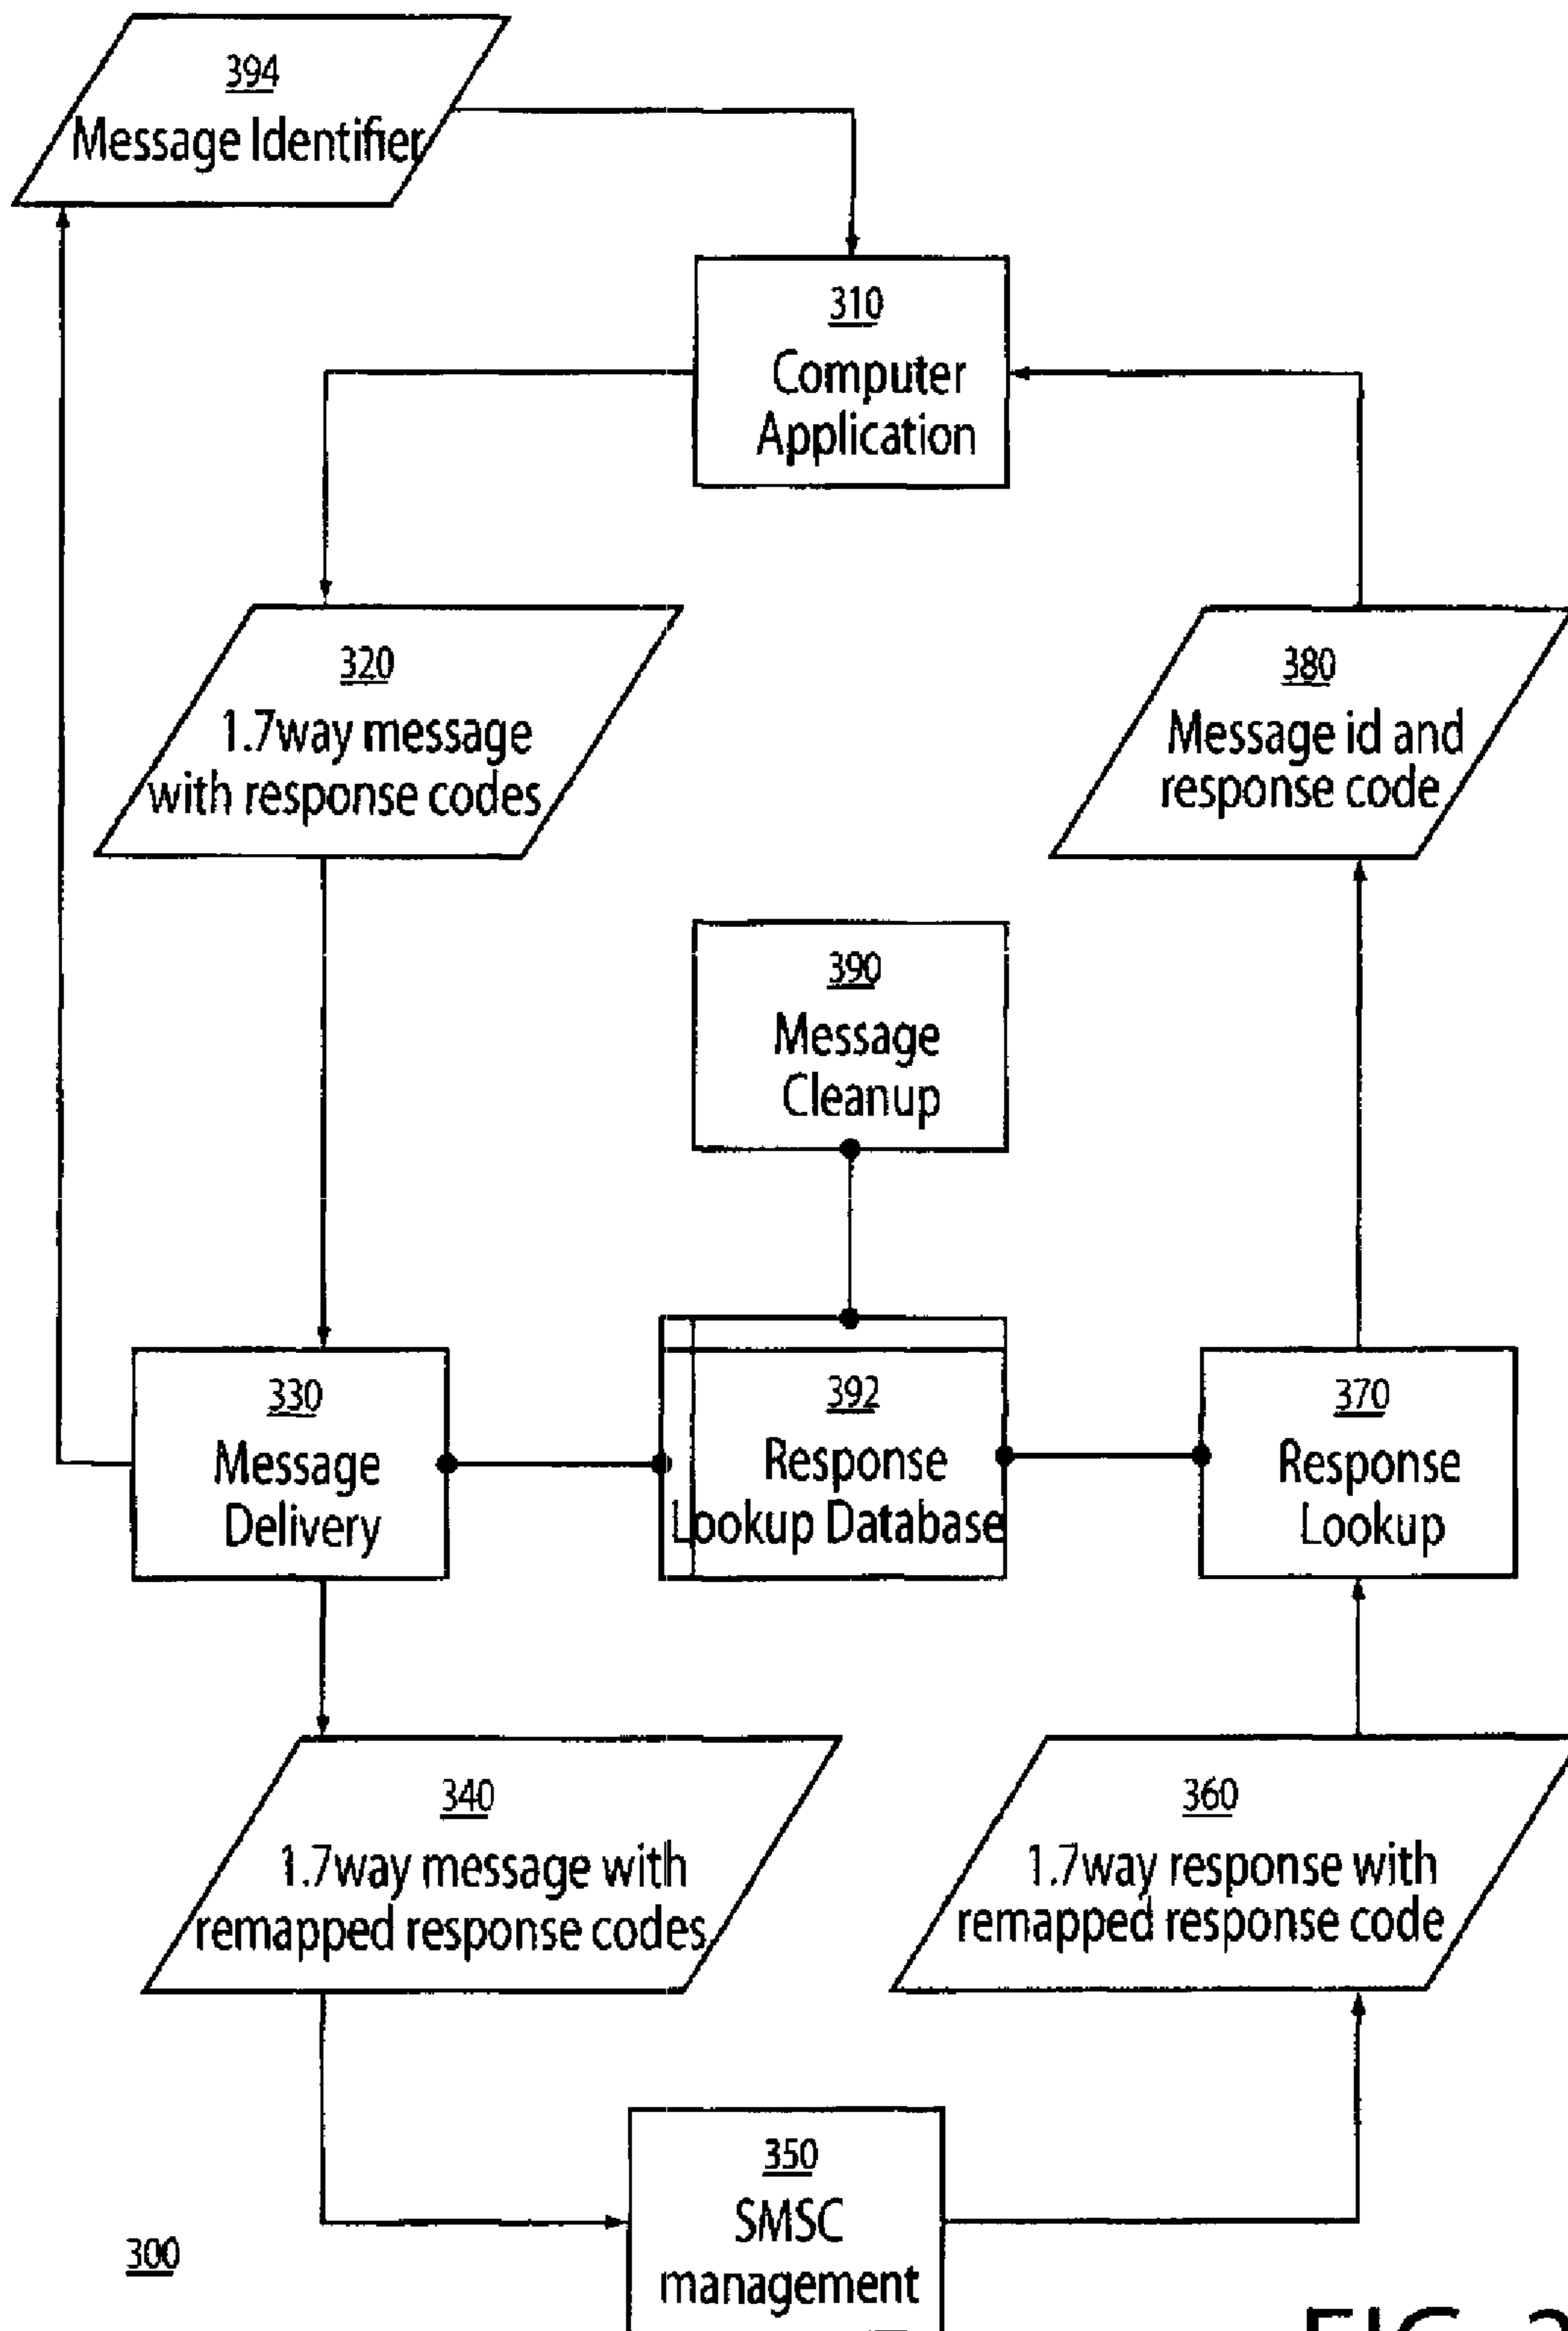 394
Message Identifier
310
Computer
Application
320
1.7way message
with response codes
380
Message id and
response code
390
Message
Cleanup
330
Message
Delivery
392
Response
Lookup Database
370
Response
Lookup
340
1.7way message with
remapped response codes
360
1.7way response with
remapped response code
350
SMSC
management
300